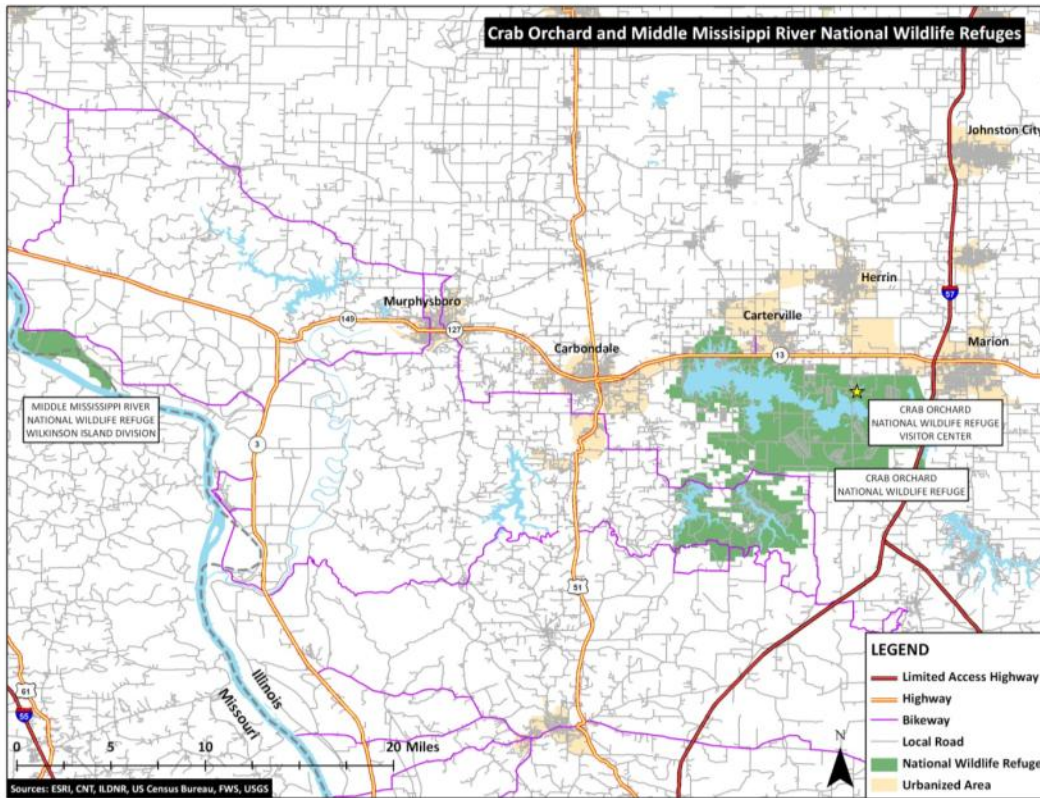 Crab Orchard and Middle Missisippi River National Wildlife Refuges
Johnston City
Herrin
57
Murphysboro
149
127
Carterville
Carbondale
13
Marion
MIDDLE MISSISSIPPI RIVER
NATIONAL WILDLIFE REFUGE
WILKINSON ISLAND DIVISION
CRAB ORCHARD
NATIONAL WILDLIFE REFUGE
VISITOR CENTER
3
CRAB ORCHARD
NATIONAL WILDLIFE REFUGE
51
61
55
Illinois
Missouri
0 5 10 20 Miles
N
LEGEND
Limited Access Highway
Highway
Bikeway
Local Road
National Wildlife Refuge
Urbanized Area
Sources: ESRI, CNT, ILDNR, US Census Bureau, FWS, USGS